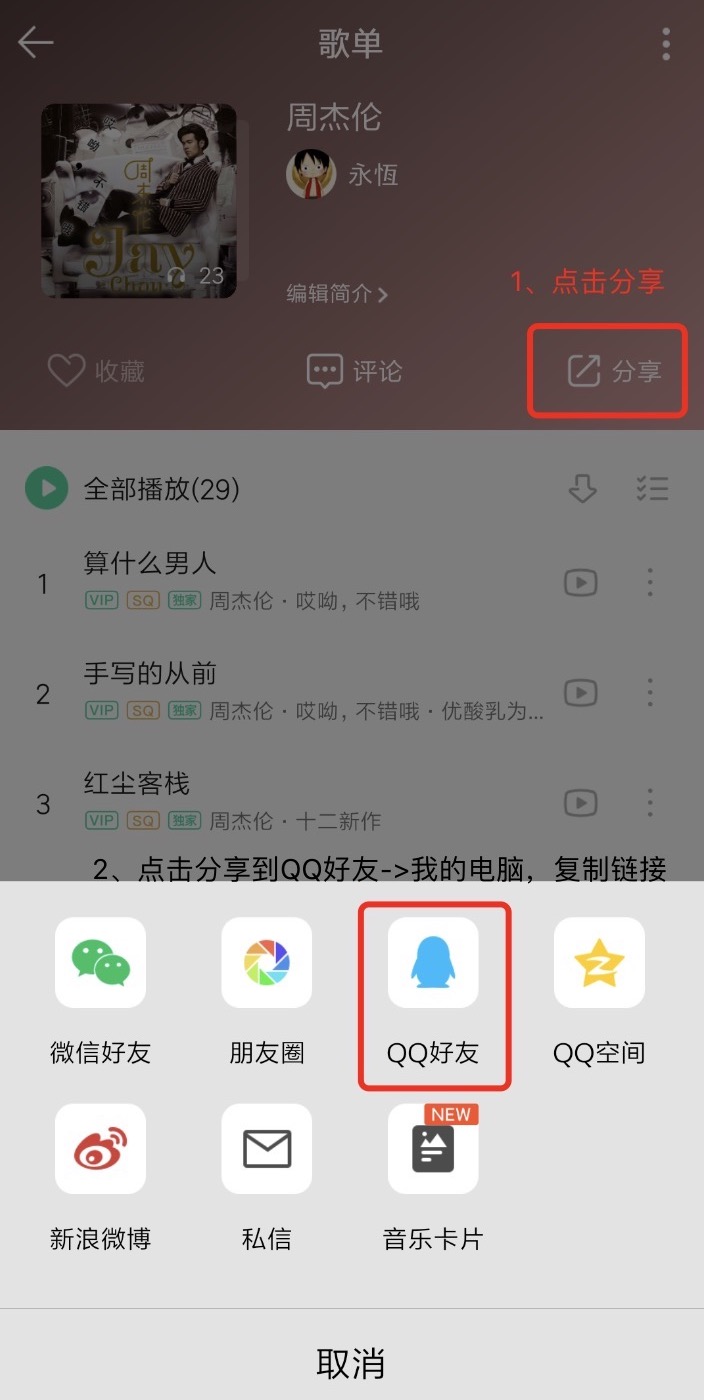 歌单
周杰伦
永恆
周杰伦
Jay
Chou
23
编辑简介
1、点击分享
收藏
评论
分享
全部播放(29)
1
算什么男人
VIP SQ 独家 周杰伦·哎呦，不错哦
2
手写的从前
VIP SQ 独家 周杰伦·哎呦，不错哦·优酸乳为...
3
红尘客栈
VIP SQ 独家 周杰伦·十二新作
2、点击分享到QQ好友->我的电脑，复制链接
微信好友
朋友圈
QQ好友
QQ空间
NEW
新浪微博
私信
音乐卡片
取消